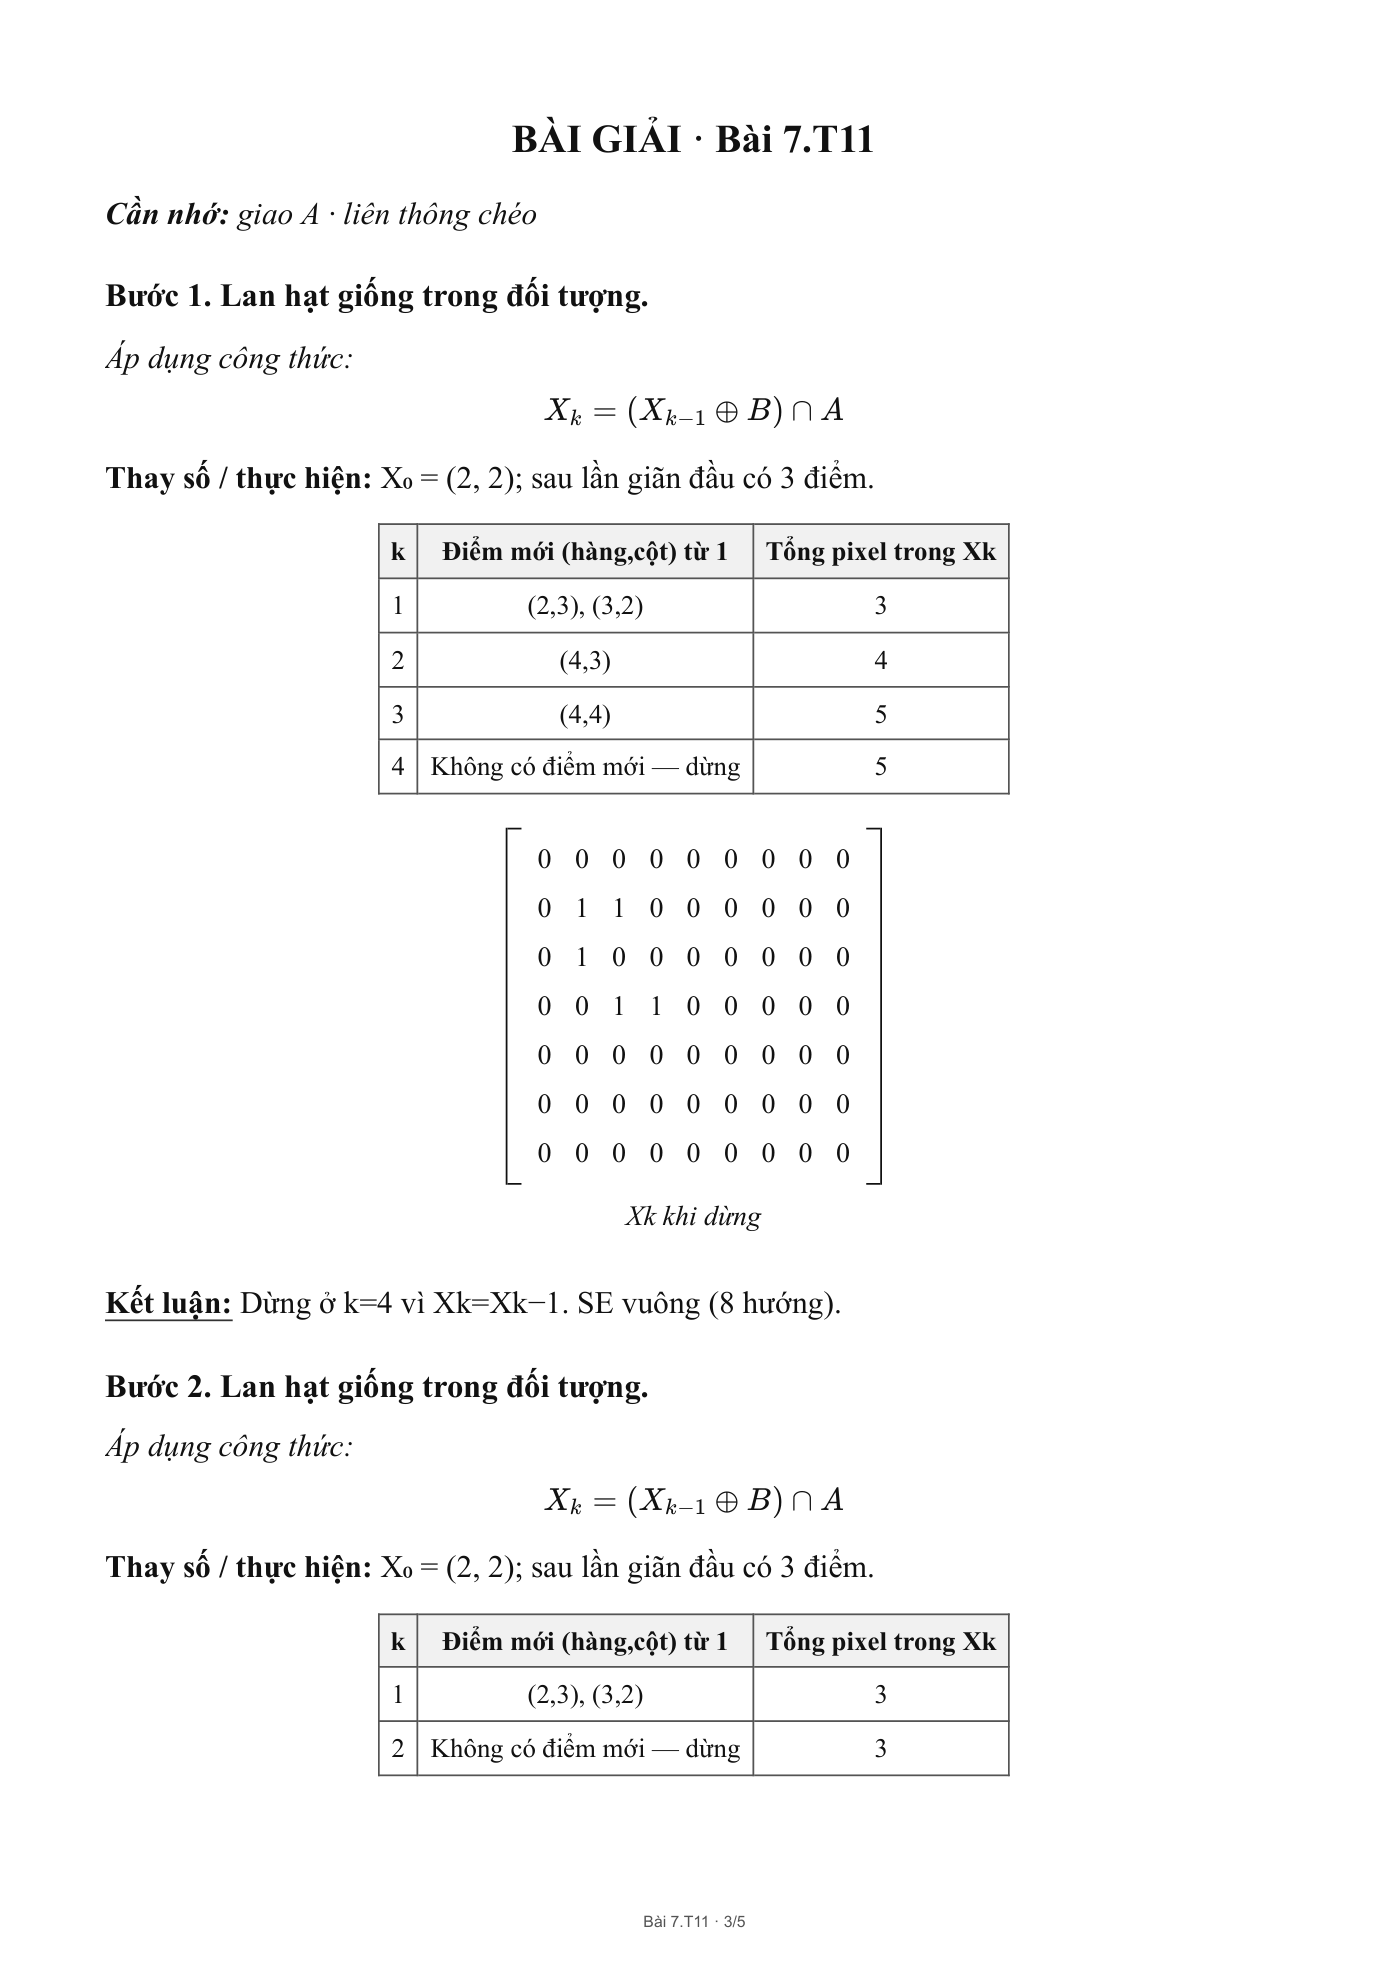 BÀI GIẢI · Bài 7.T11
Cần nhớ: giao A · liên thông chéo
Bước 1. Lan hạt giống trong đối tượng.
Áp dụng công thức:
Xₖ = (Xₖ₋₁ ⊕ B) ∩ A
Thay số / thực hiện: X₀ = (2, 2); sau lần giãn đầu có 3 điểm.
k Điểm mới (hàng,cột) từ 1 Tổng pixel trong Xk
1 (2,3), (3,2) 3
2 (4,3) 4
3 (4,4) 5
4 Không có điểm mới — dừng 5
0 0 0 0 0 0 0 0 0
0 1 1 0 0 0 0 0 0
0 1 0 0 0 0 0 0 0
0 0 1 1 0 0 0 0 0
0 0 0 0 0 0 0 0 0
0 0 0 0 0 0 0 0 0
0 0 0 0 0 0 0 0 0
Xk khi dừng
Kết luận: Dừng ở k=4 vì Xk=Xk−1. SE vuông (8 hướng).
Bước 2. Lan hạt giống trong đối tượng.
Áp dụng công thức:
Xₖ = (Xₖ₋₁ ⊕ B) ∩ A
Thay số / thực hiện: X₀ = (2, 2); sau lần giãn đầu có 3 điểm.
k Điểm mới (hàng,cột) từ 1 Tổng pixel trong Xk
1 (2,3), (3,2) 3
2 Không có điểm mới — dừng 3
Bài 7.T11 · 3/5